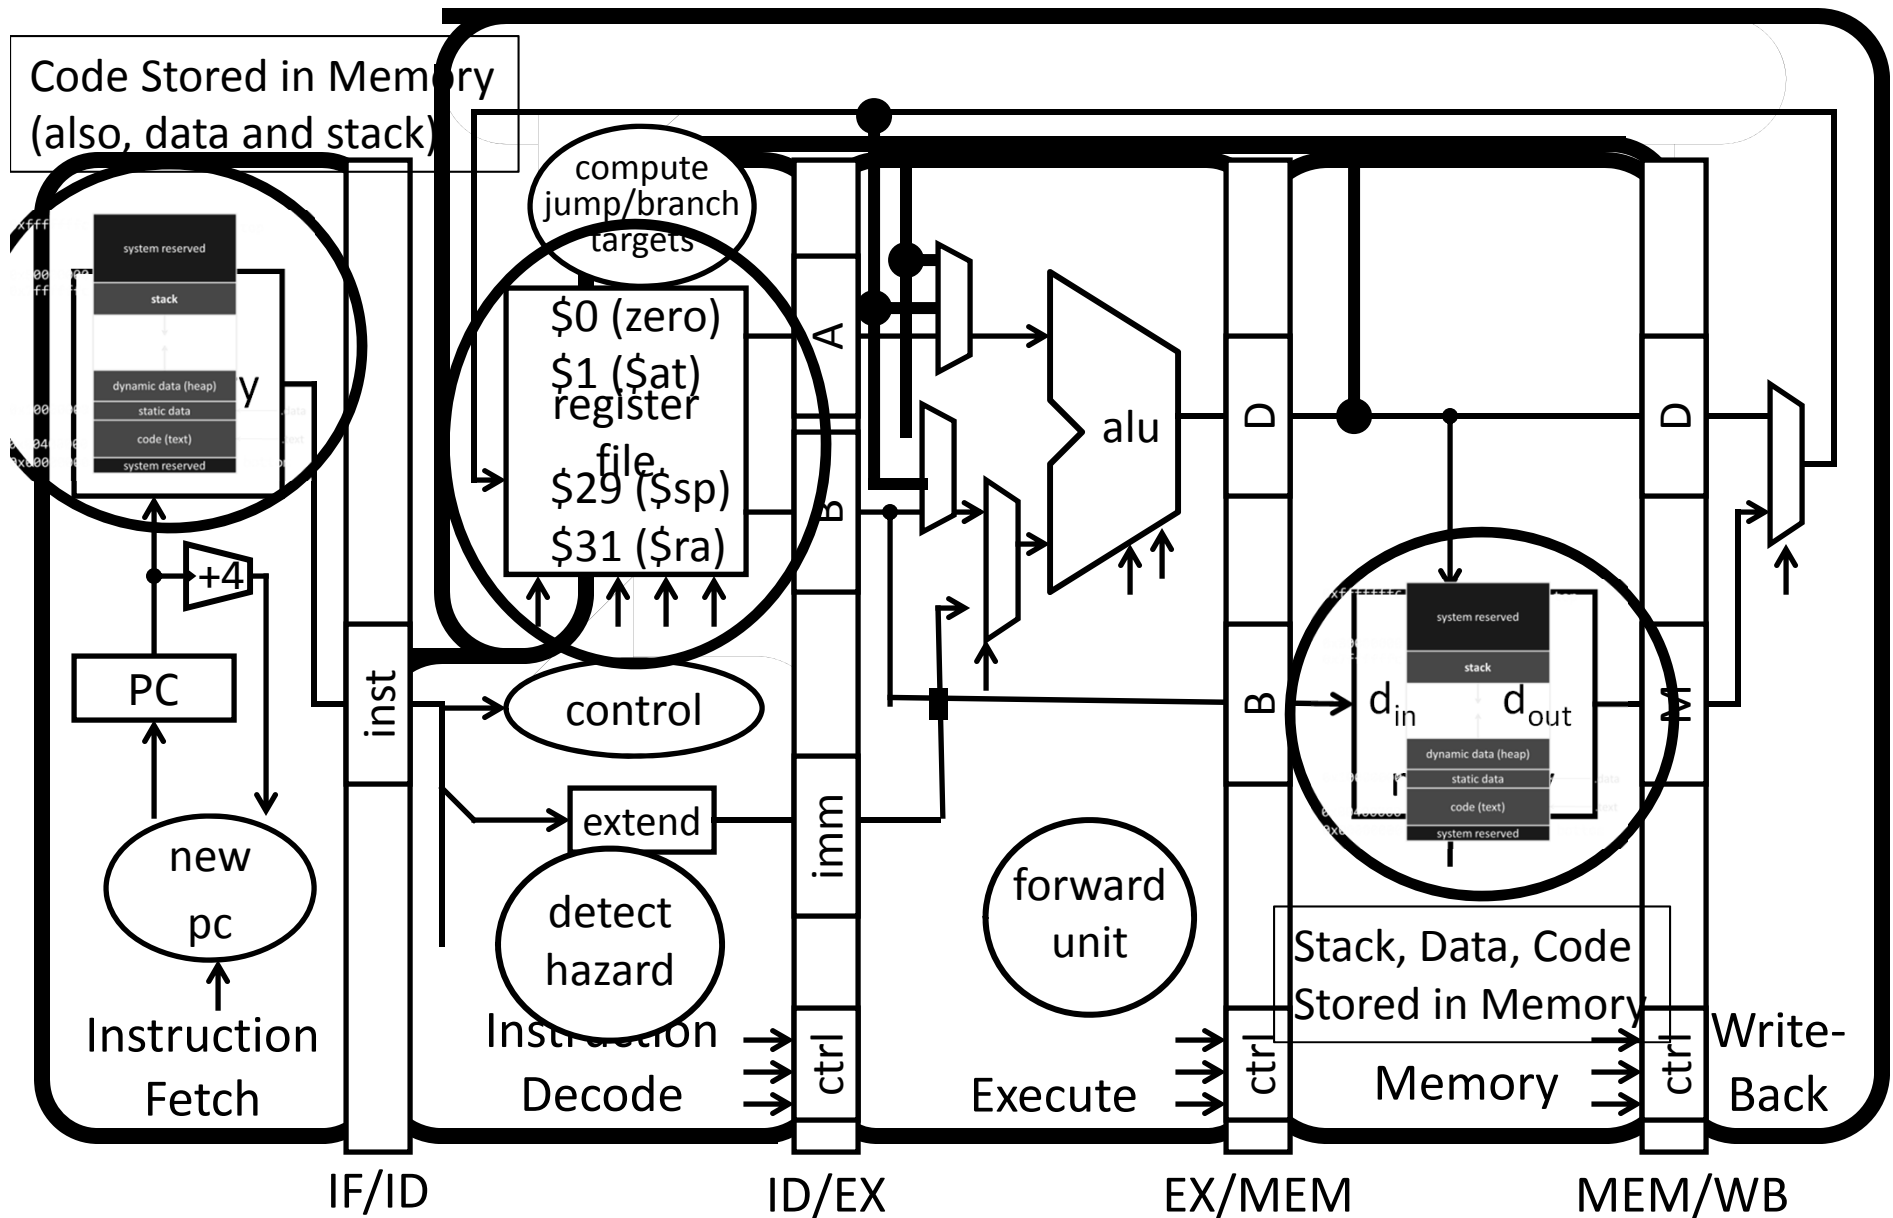 Code Stored in Memory
(also, data and stack)
compute
jump/branch
targets
system reserved
stack
dynamic data (heap)
static data
code (text)
system reserved
y
$0 (zero)
$1 ($at)
register
file
$29 ($sp)
$31 ($ra)
A
B
alu
D
D
+4
PC
inst
control
B
system reserved
stack
d_in
d_out
M
dynamic data (heap)
static data
code (text)
system reserved
extend
imm
new
pc
detect
hazard
forward
unit
Stack, Data, Code
Stored in Memory
Instruction
Fetch
Instruction
Decode
ctrl
Execute
ctrl
Memory
ctrl
Write-
Back
IF/ID
ID/EX
EX/MEM
MEM/WB